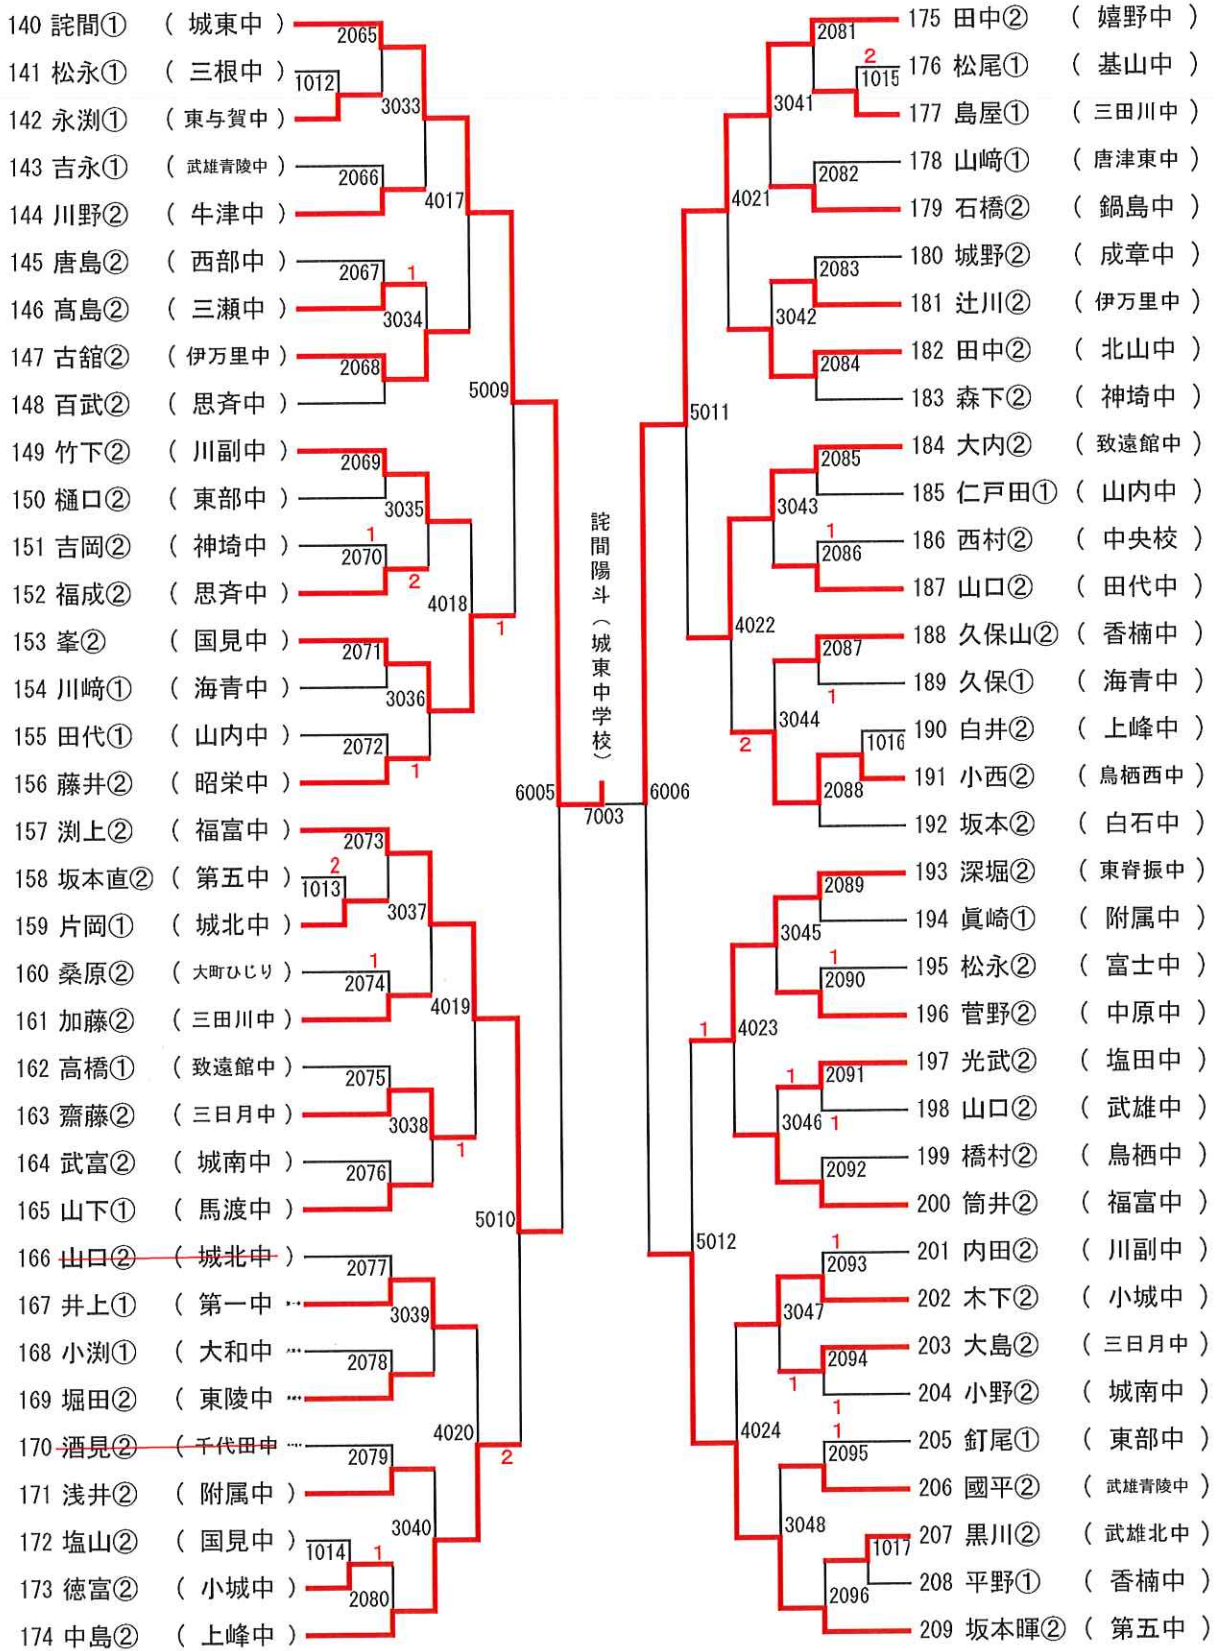 140 詫間① ( 城東中 )
141 松永① ( 三根中 )
142 永渕① ( 東与賀中 )
143 吉永① ( 武雄青陵中 )
144 川野② ( 牛津中 )
145 唐島② ( 西部中 )
146 髙島② ( 三瀬中 )
147 古舘② ( 伊万里中 )
148 百武② ( 思斉中 )
149 竹下② ( 川副中 )
150 樋口② ( 東部中 )
151 吉岡② ( 神埼中 )
152 福成② ( 思斉中 )
153 峯② ( 国見中 )
154 川﨑① ( 海青中 )
155 田代① ( 山内中 )
156 藤井② ( 昭栄中 )
157 渕上② ( 福富中 )
158 坂本直② ( 第五中 )
159 片岡① ( 城北中 )
160 桑原② ( 大町ひじり )
161 加藤② ( 三田川中 )
162 高橋① ( 致遠館中 )
163 齋藤② ( 三日月中 )
164 武富② ( 城南中 )
165 山下① ( 馬渡中 )
166 山口② ( 城北中 )
167 井上① ( 第一中
168 小渕① ( 大和中
169 堀田② ( 東陵中
170 酒見② ( 千代田中
171 浅井② ( 附属中 )
172 塩山② ( 国見中 )
173 徳富② ( 小城中 )
174 中島② ( 上峰中 )
1012
2
1013
1014
2065
2066
2067
2068
2069
1
2070
2071
2072
2073
1
2074
2075
2076
2077
2078
2079
1
2080
3033
1
3034
3035
2
3036
1
3037
3038
3039
3040
4017
4018
4019
1
4020
5009
1
5010
2
6005
詫間陽斗（城東中学校）
7003
6006
5011
5012
4021
4022
2
1
4023
4024
3041
3042
3043
3044
3045
1
3046
3047
1
3048
2081
2082
2083
2084
2085
1
2086
2087
1
2088
2089
1
2090
2091
1
2092
1
2093
2094
1
1
2095
2096
2
1015
1016
1017
175 田中② ( 嬉野中 )
176 松尾① ( 基山中 )
177 島屋① ( 三田川中 )
178 山﨑① ( 唐津東中 )
179 石橋② ( 鍋島中 )
180 城野② ( 成章中 )
181 辻川② ( 伊万里中 )
182 田中② ( 北山中 )
183 森下② ( 神埼中 )
184 大内② ( 致遠館中 )
185 仁戸田① ( 山内中 )
186 西村② ( 中央校 )
187 山口② ( 田代中 )
188 久保山② ( 香楠中 )
189 久保① ( 海青中 )
190 白井② ( 上峰中 )
191 小西② ( 鳥栖西中 )
192 坂本② ( 白石中 )
193 深堀② ( 東脊振中 )
194 眞崎① ( 附属中 )
195 松永② ( 富士中 )
196 菅野② ( 中原中 )
197 光武② ( 塩田中 )
198 山口② ( 武雄中 )
199 橋村② ( 鳥栖中 )
200 筒井② ( 福富中 )
201 内田② ( 川副中 )
202 木下② ( 小城中 )
203 大島② ( 三日月中 )
204 小野② ( 城南中 )
205 釘尾① ( 東部中 )
206 國平② ( 武雄青陵中 )
207 黒川② ( 武雄北中 )
208 平野① ( 香楠中 )
209 坂本暉② ( 第五中 )